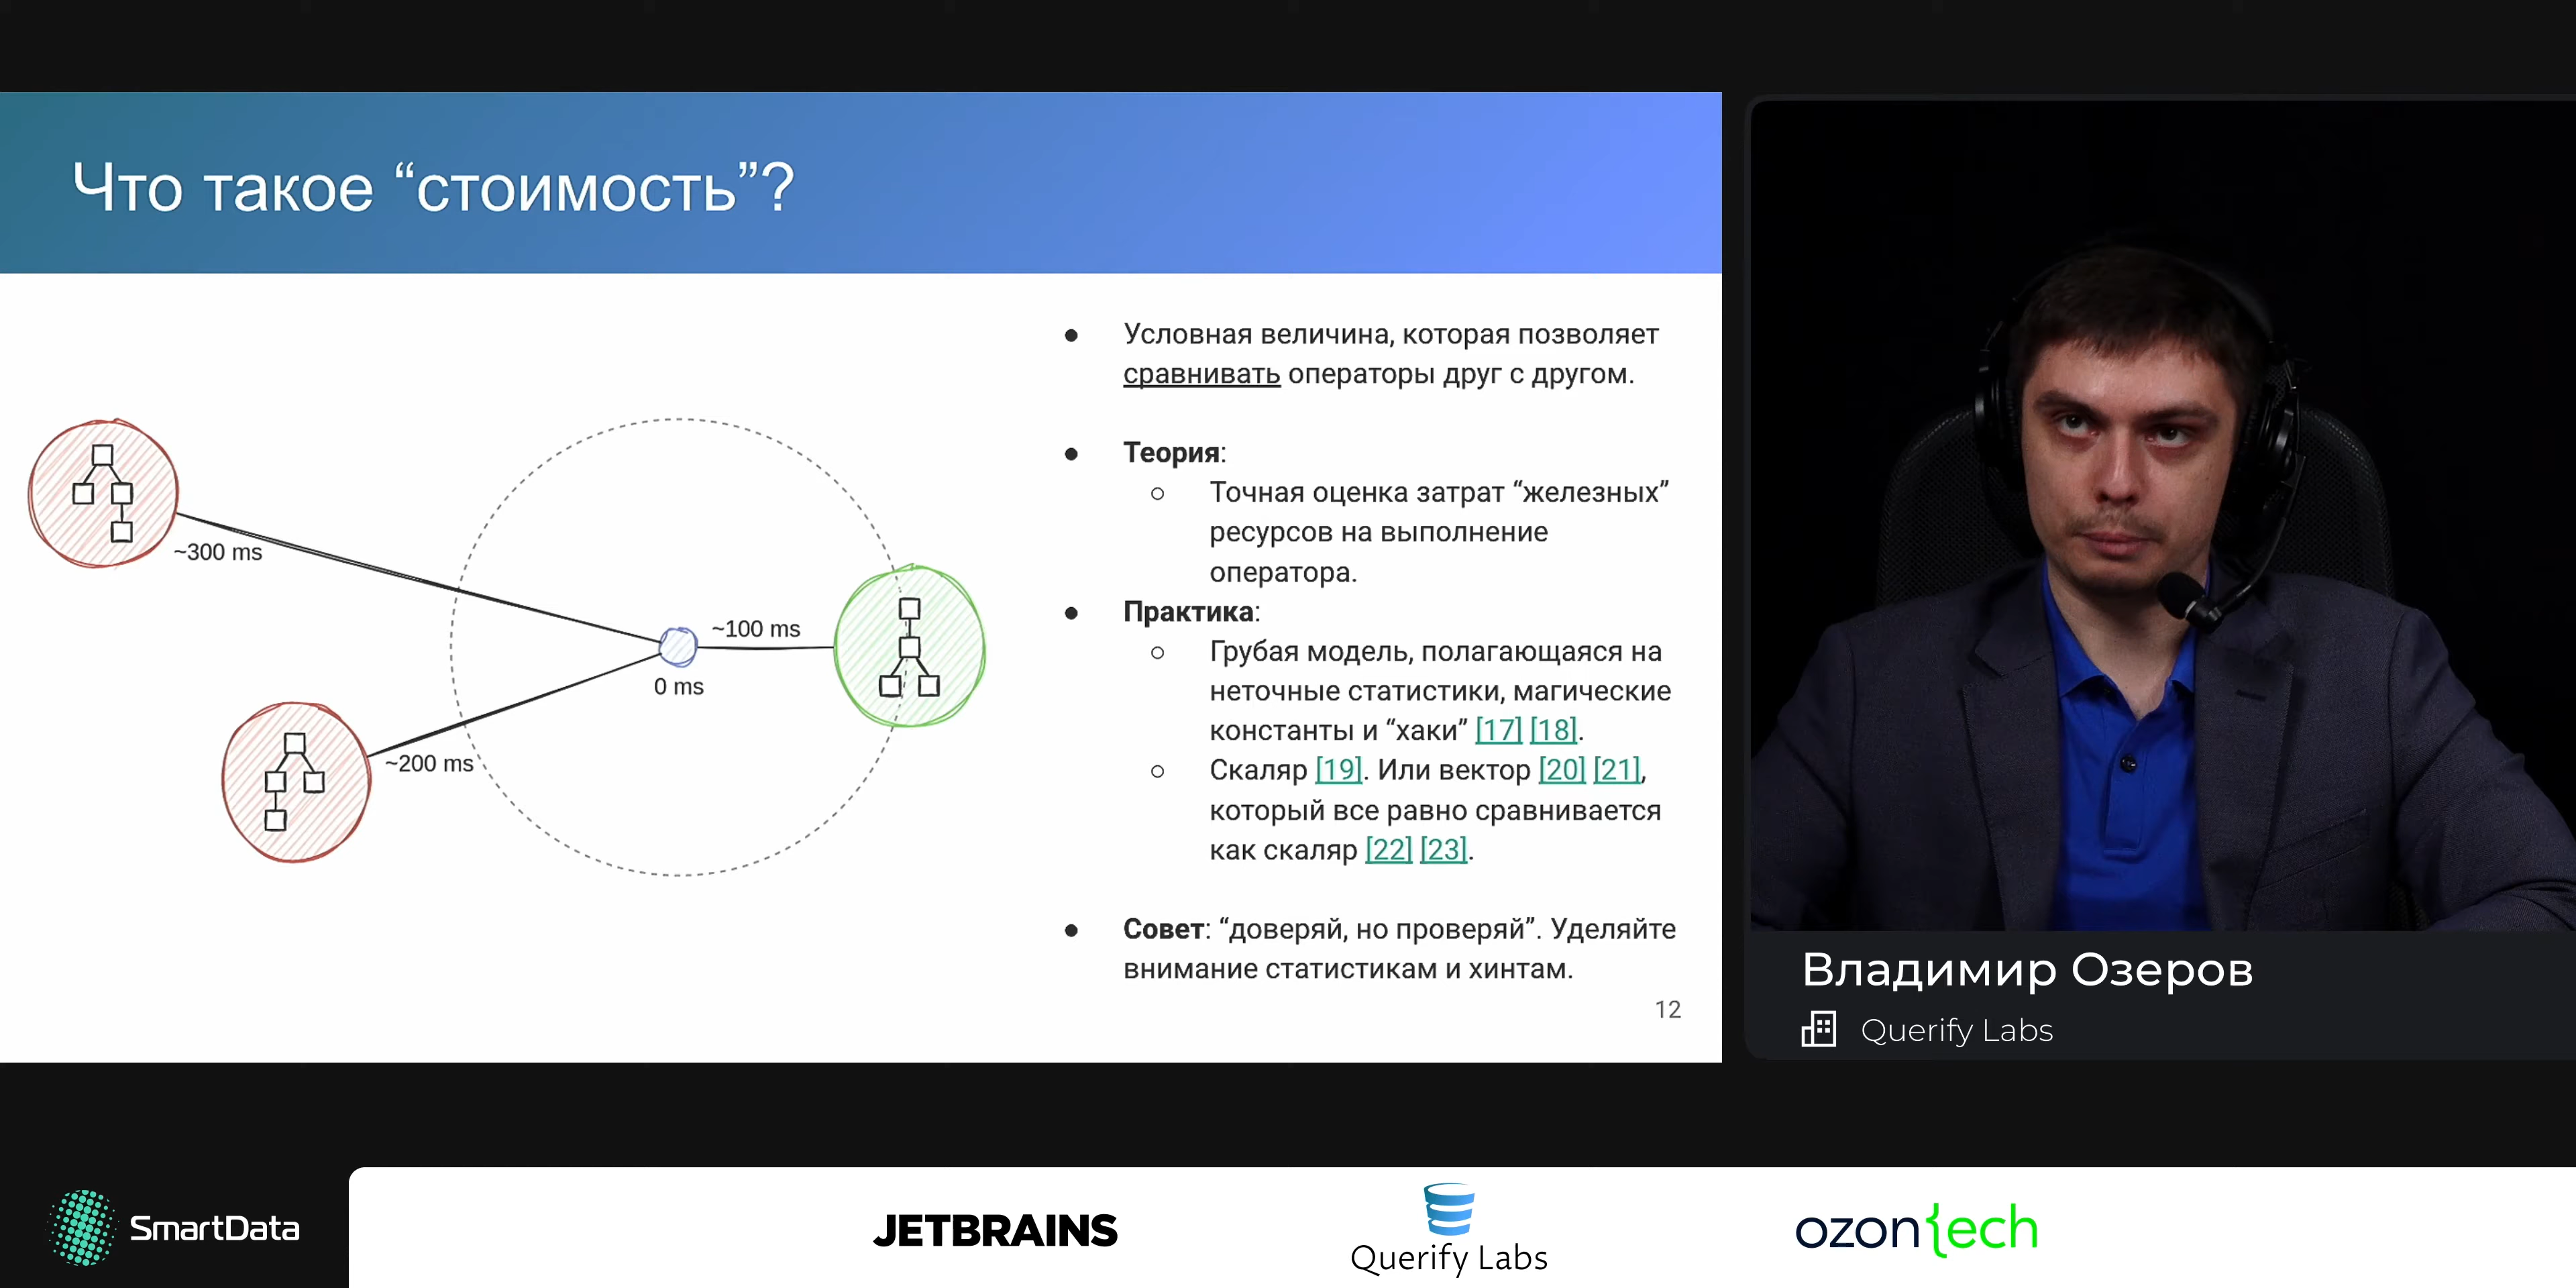 Что такое “стоимость”?
~300 ms
~100 ms
0 ms
~200 ms
● Условная величина, которая позволяет
сравнивать операторы друг с другом.
● Теория:
○ Точная оценка затрат “железных”
ресурсов на выполнение
оператора.
● Практика:
○ Грубая модель, полагающаяся на
неточные статистики, магические
константы и “хаки” [17] [18].
○ Скаляр [19]. Или вектор [20] [21],
который все равно сравнивается
как скаляр [22] [23].
● Совет: “доверяй, но проверяй”. Уделяйте
внимание статистикам и хинтам.
12
Владимир Озеров
Querify Labs
SmartData
JETBRAINS
Querify Labs
ozon{ech